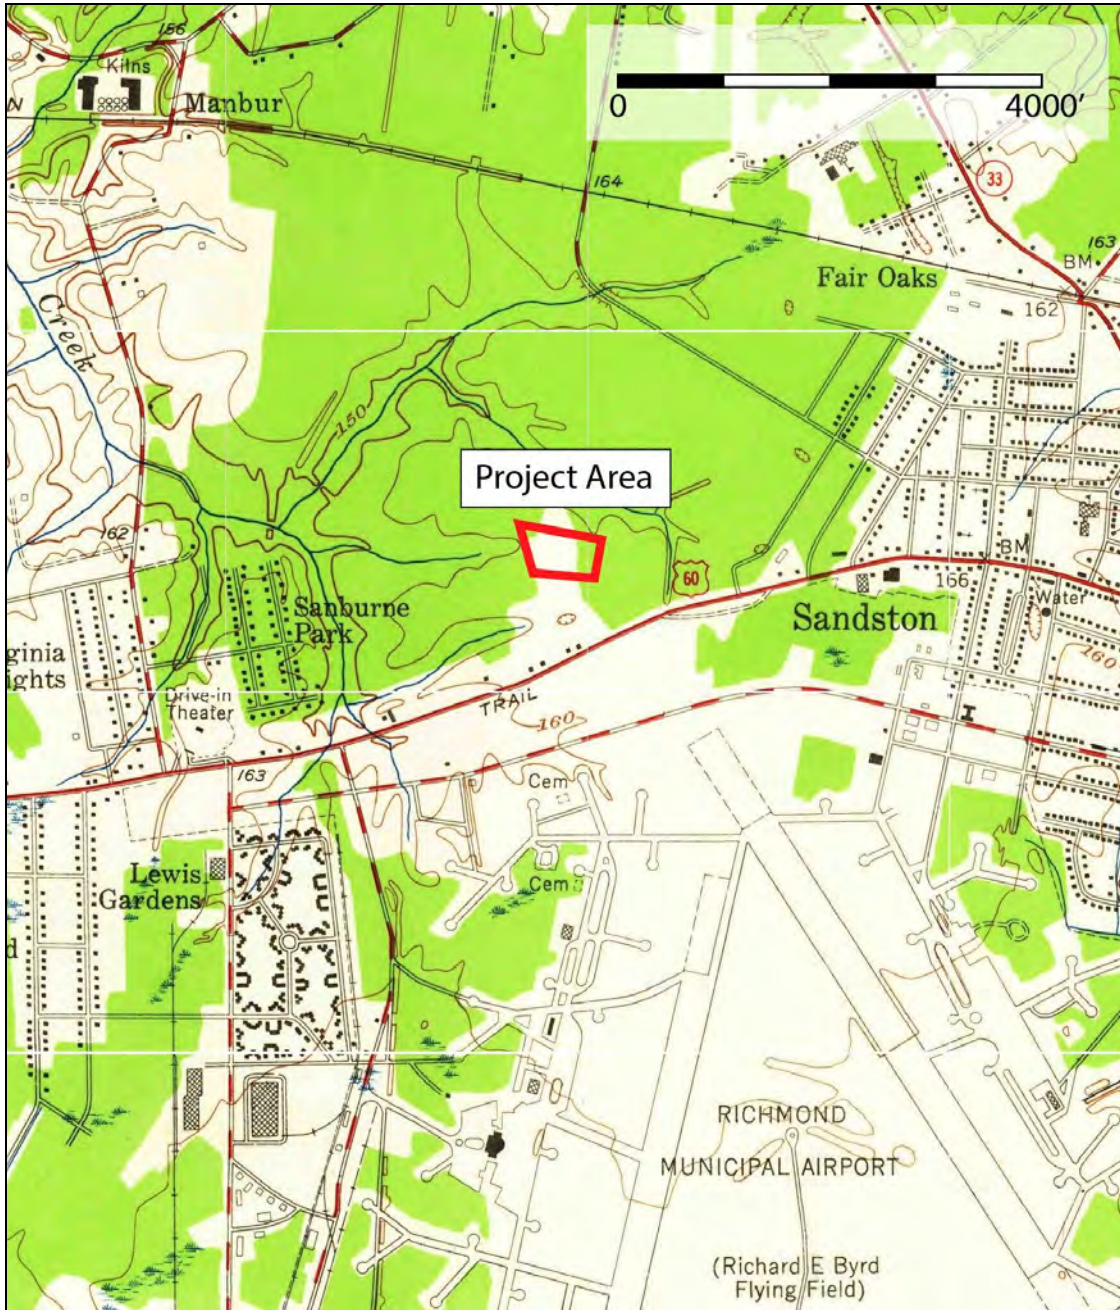 156
Kilns
N
Manbur
0
4000'
164
33
163
BM
Fair Oaks
162
Creek
150
Project Area
162
60
BM
166
Water
Sandston
Sanburne
Park
160
ginia
ights
Drive-in
Theater
TRAIL
160
163
Cem
Lewis
Gardens
Cem
d
RICHMOND
MUNICIPAL AIRPORT
(Richard E Byrd
Flying Field)